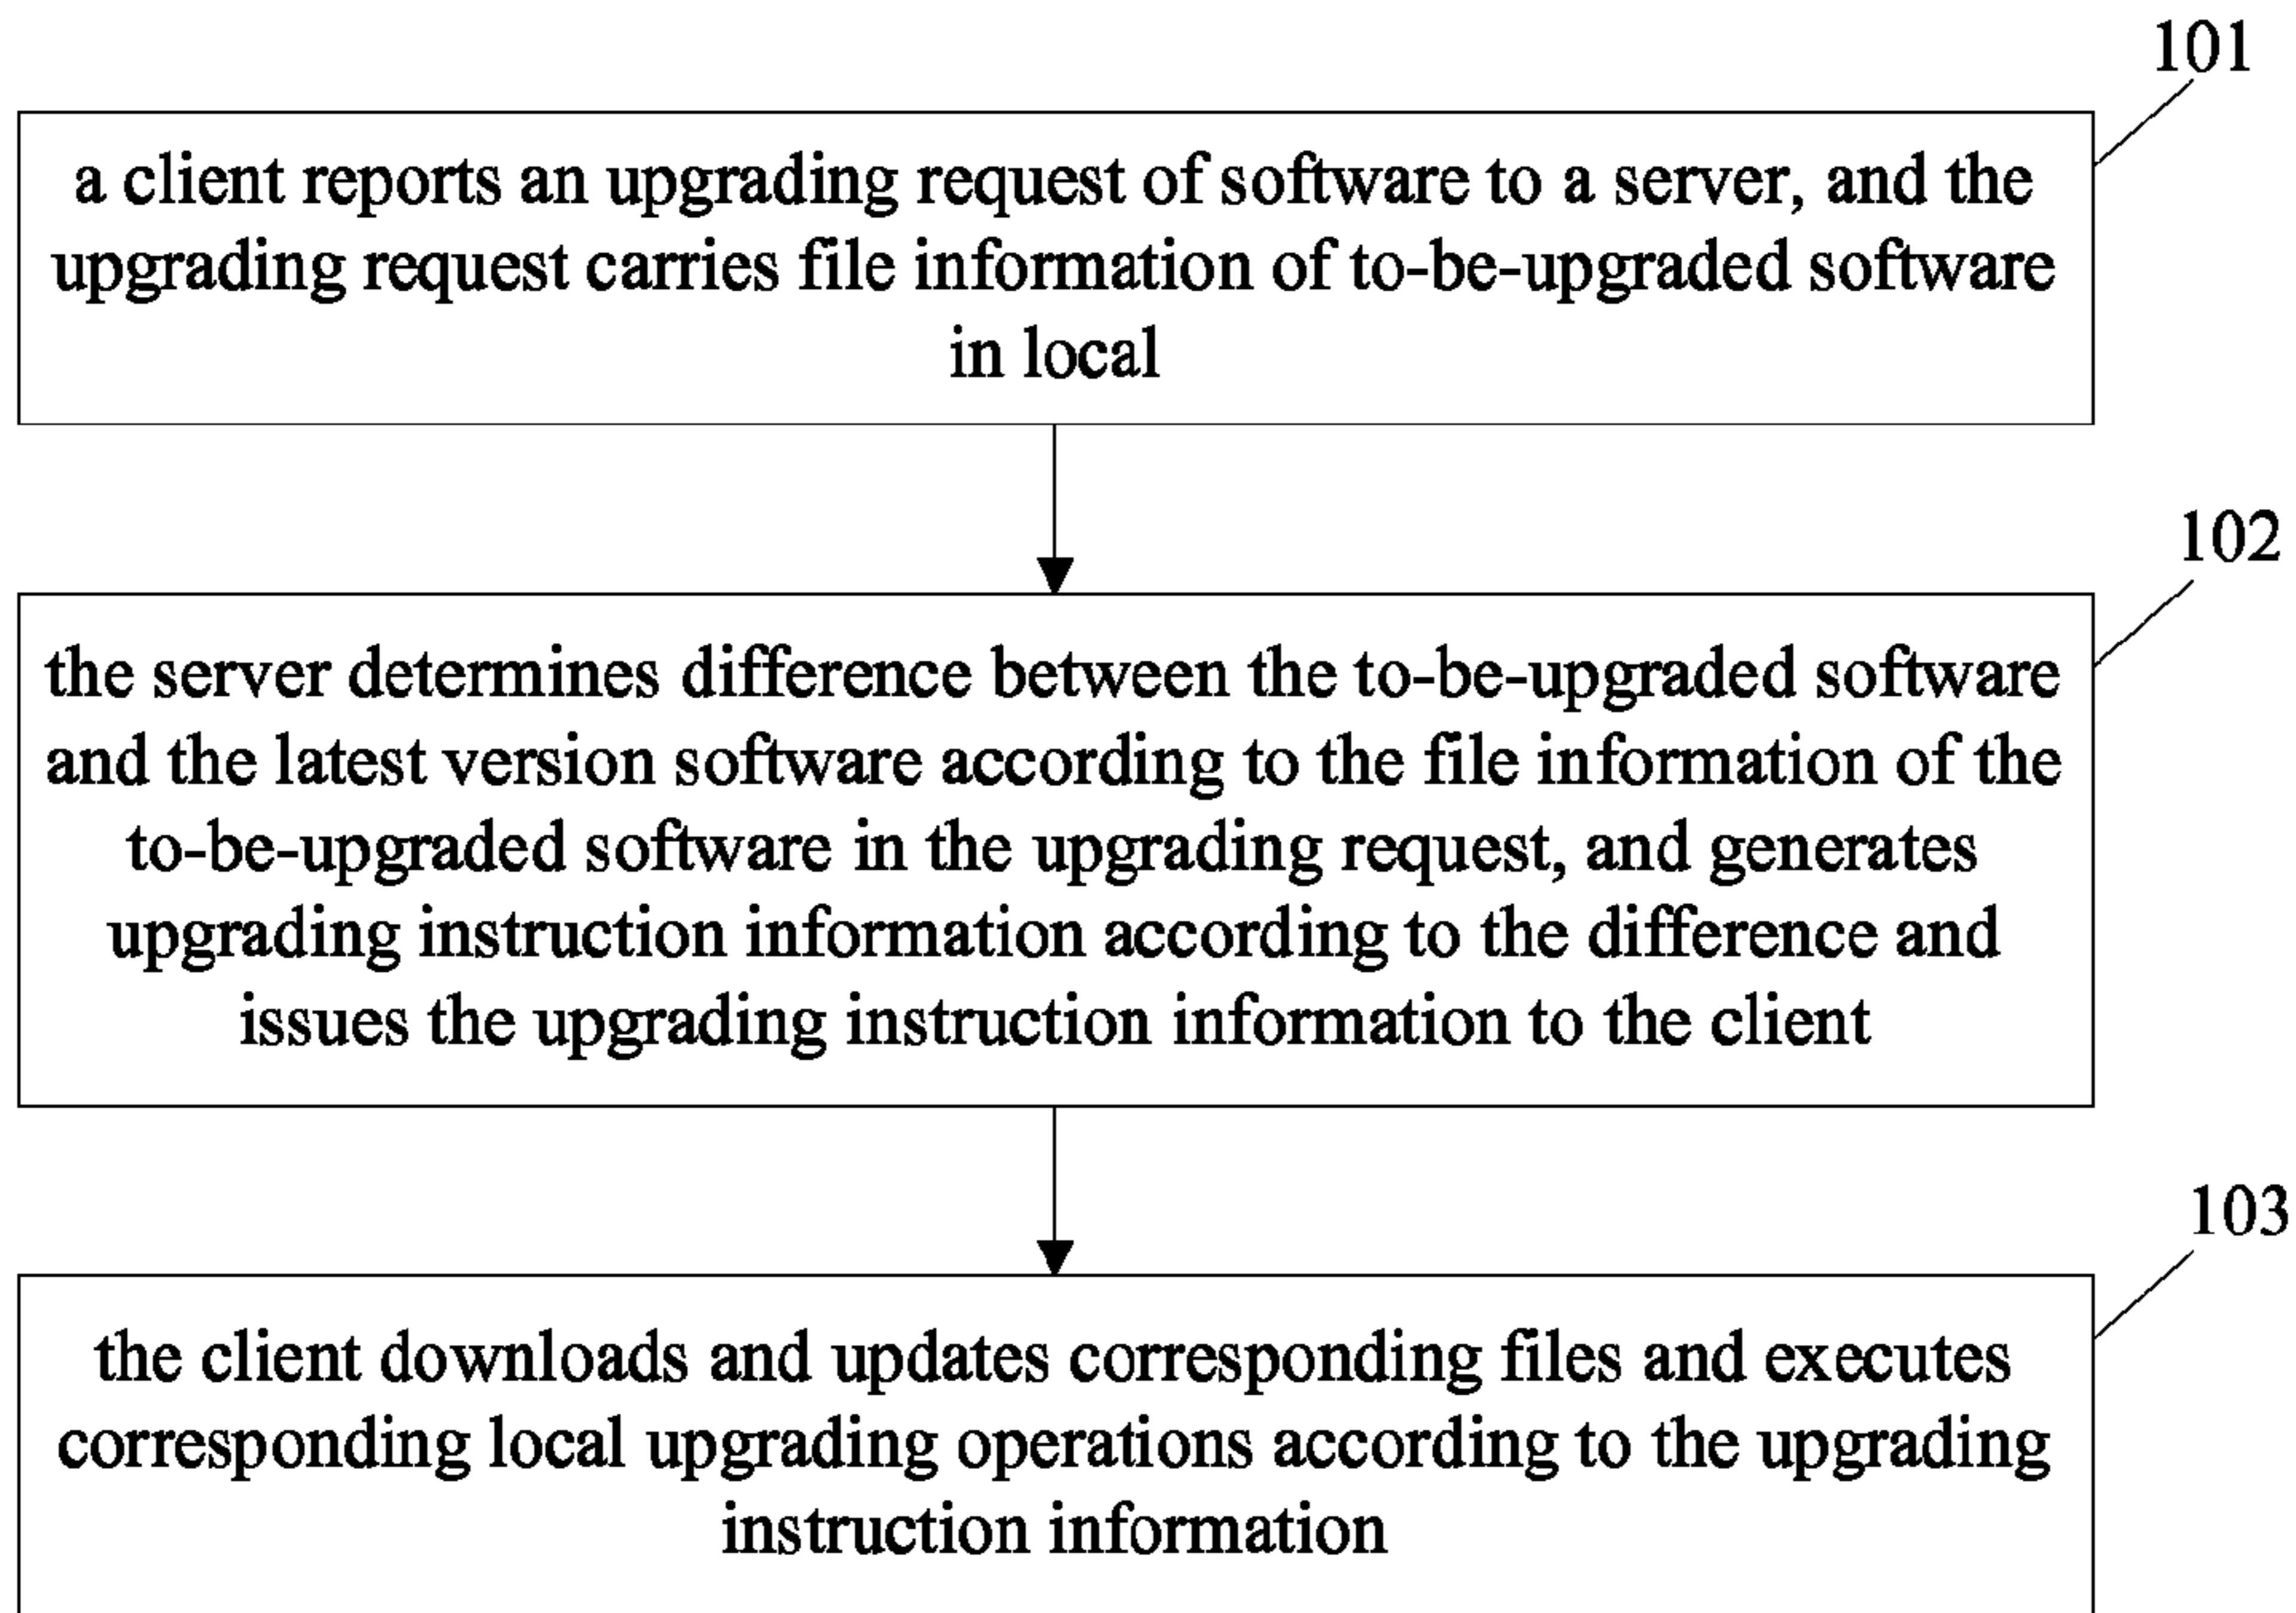 101
a client reports an upgrading request of software to a server, and the
upgrading request carries file information of to-be-upgraded software
in local
102
the server determines difference between the to-be-upgraded software
and the latest version software according to the file information of the
to-be-upgraded software in the upgrading request, and generates
upgrading instruction information according to the difference and
issues the upgrading instruction information to the client
103
the client downloads and updates corresponding files and executes
corresponding local upgrading operations according to the upgrading
instruction information